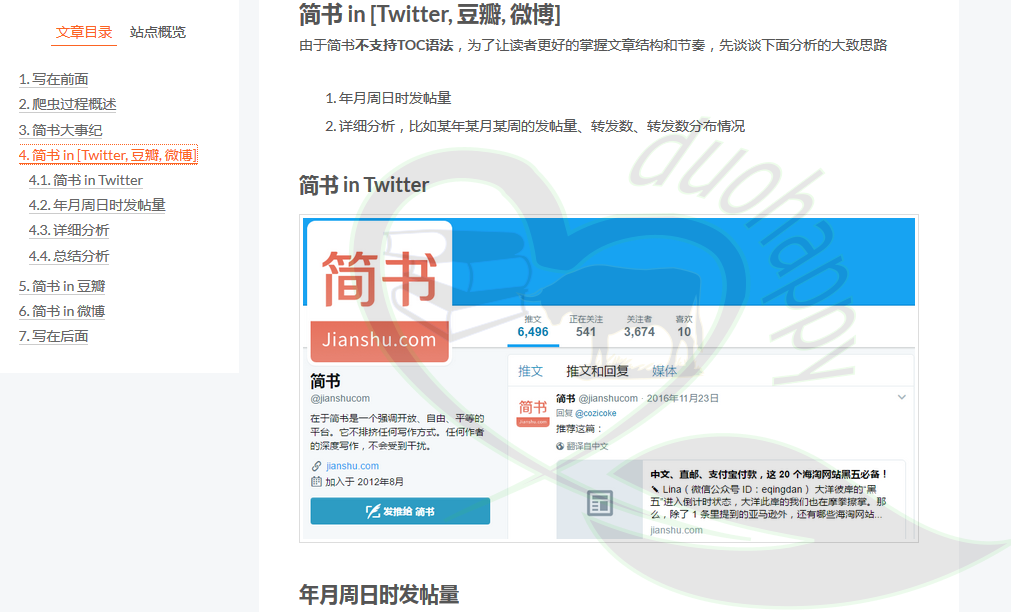 文章目录 站点概览
1. 写在前面
2. 爬虫过程概述
3. 简书大事纪
4. 简书 in [Twitter, 豆瓣, 微博]
4.1. 简书 in Twitter
4.2. 年月周日时发帖量
4.3. 详细分析
4.4. 总结分析
5. 简书 in 豆瓣
6. 简书 in 微博
7. 写在后面
简书 in [Twitter, 豆瓣, 微博]
由于简书不支持TOC语法，为了让读者更好的掌握文章结构和节奏，先谈谈下面分析的大致思路
1. 年月周日时发帖量
2. 详细分析，比如某年某月某周的发帖量、转发数、转发数分布情况
简书 in Twitter
简书
Jianshu.com
推文 正在关注 关注者 喜欢
6,496 541 3,674 10
简书
@jianshucom
在于简书是一个强调开放、自由、平等的
平台。它不排挤任何写作方式。任何作者
的深度写作，不会受到干扰。
jianshu.com
加入于 2012年8月
发推给 简书
推文 推文和回复 媒体
简书
Jianshu.com
简书 @jianshucom · 2016年11月23日
回复 @cozicoke
推荐这篇：
翻译自中文
中文、直邮、支付宝付款，这 20 个海淘网站黑五必备！
✎ Lina（微信公众号 ID：eqingdan ） 大洋彼岸的“黑
五”进入倒计时状态，大洋此岸的我们也在摩拳擦掌。那
么，除了 1 条里提到的亚马逊外，还有哪些海淘网站...
jianshu.com
年月周日时发帖量
duohappy